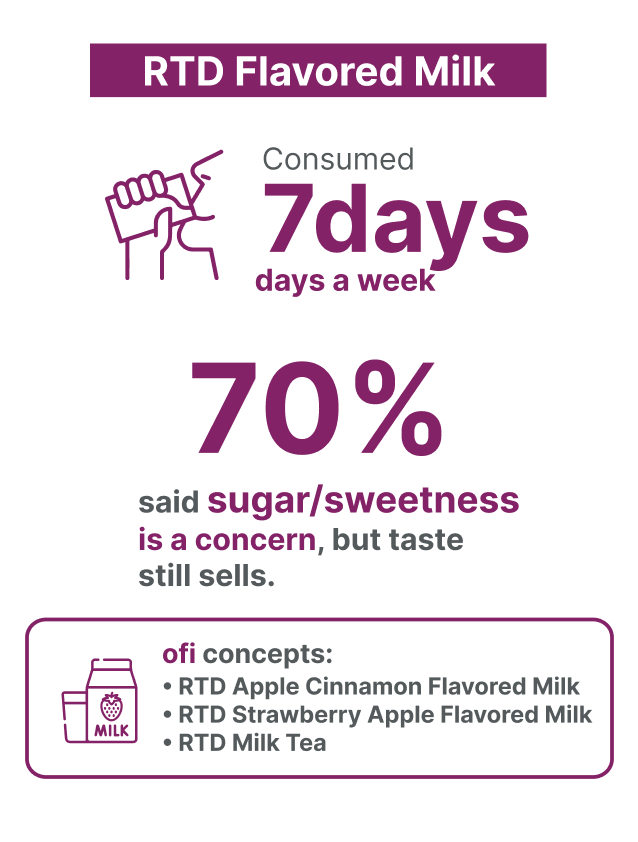 RTD Flavored Milk
Consumed
7days
days a week
70%
said sugar/sweetness
is a concern, but taste
still sells.
ofi concepts:
• RTD Apple Cinnamon Flavored Milk
• RTD Strawberry Apple Flavored Milk
• RTD Milk Tea
MILK